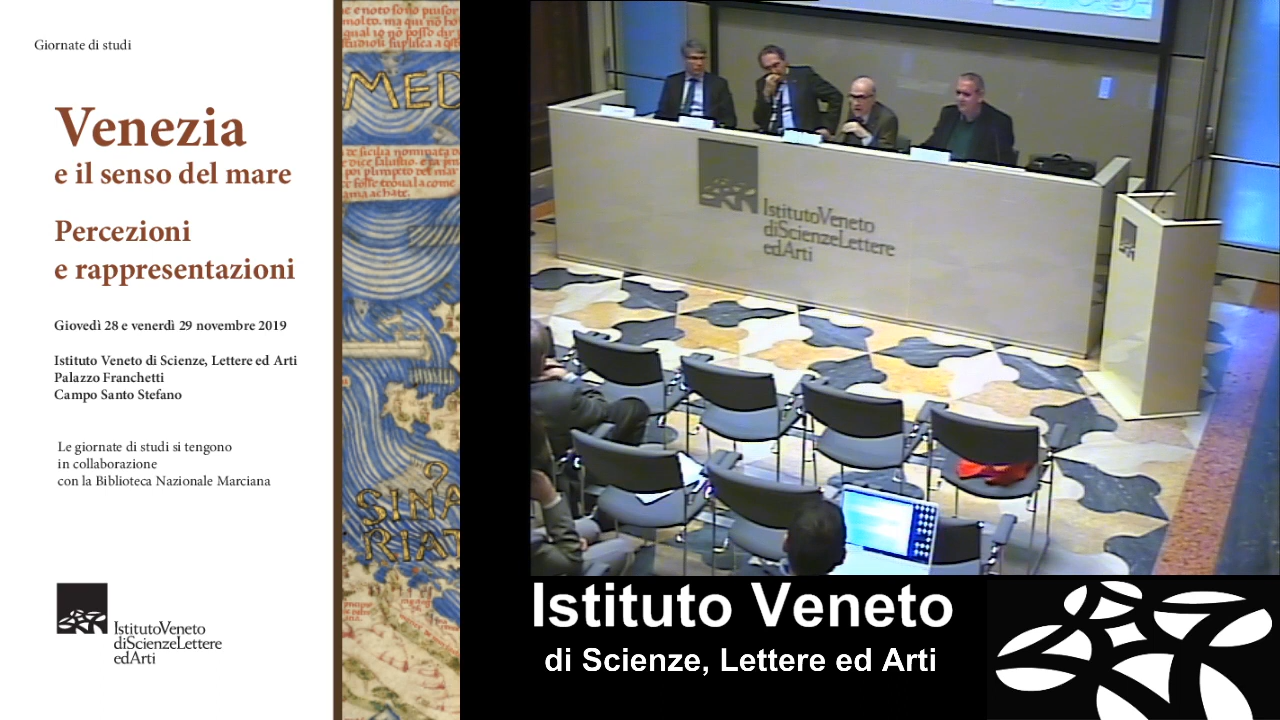 Giornate di studi
Venezia
e il senso del mare
Percezioni
e rappresentazioni
Giovedì 28 e venerdì 29 novembre 2019
Istituto Veneto di Scienze, Lettere ed Arti
Palazzo Franchetti
Campo Santo Stefano
Le giornate di studi si tengono
in collaborazione
con la Biblioteca Nazionale Marciana
IstitutoVeneto
diScienzeLettere
edArti
MED
SINA
RIAT
IstitutoVeneto
diScienzeLettere
edArti
Istituto Veneto
di Scienze, Lettere ed Arti